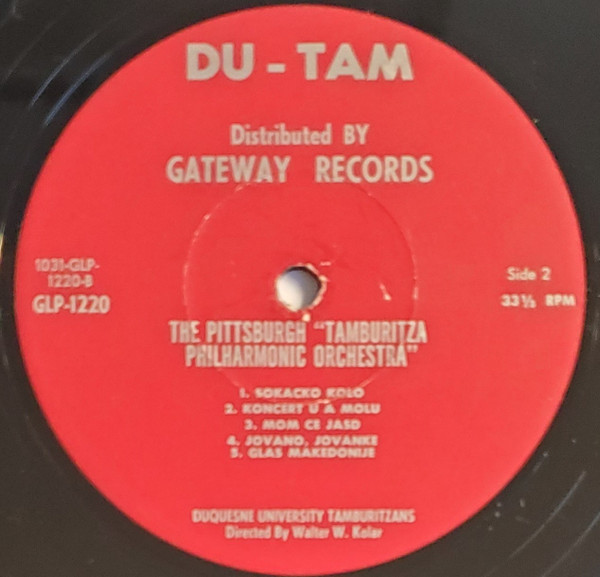 DU - TAM
Distributed BY
GATEWAY RECORDS
1031-GLP-
1220-B
GLP-1220
Side 2
33 ⅓ RPM
THE PITTSBURGH "TAMBURITZA
PHILHARMONIC ORCHESTRA"
1. SOKACKO KOLO
2. KONCERT U A MOLU
3. MOM CE JASD
4. JOVANO, JOVANKE
5. GLAS MAKEDONIJE
DUQUESNE UNIVERSITY TAMBURITZANS
Directed By Walter W. Kolar